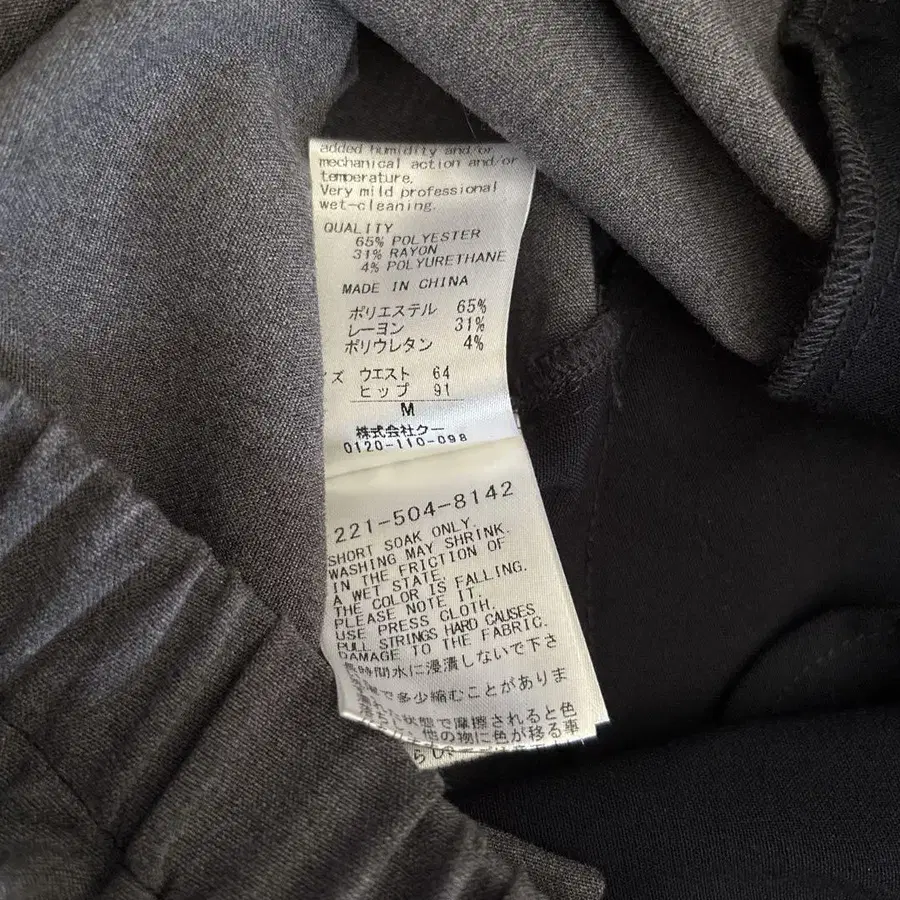 added humidity and/or
mechanical action and/or
temperature.
Very mild professional
wet-cleaning.
QUALITY
65% POLYESTER
31% RAYON
4% POLYURETHANE
MADE IN CHINA
ポリエステル 65%
レーヨン 31%
ポリウレタン 4%
ズ ウエスト 64
ヒップ 91
M
株式会社クー
0120-110-098
221-504-8142
SHORT SOAK ONLY.
WASHING MAY SHRINK.
IN THE FRICTION OF
A WET STATE.
THE COLOR IS FALLING.
PLEASE NOTE IT.
USE PRESS CLOTH.
PULL STRINGS HARD CAUSES
DAMAGE TO THE FABRIC.
長時間水に浸漬しないで下さ
で多少縮むことがありま
れた状態で摩擦されると色
他の物に色が移る事